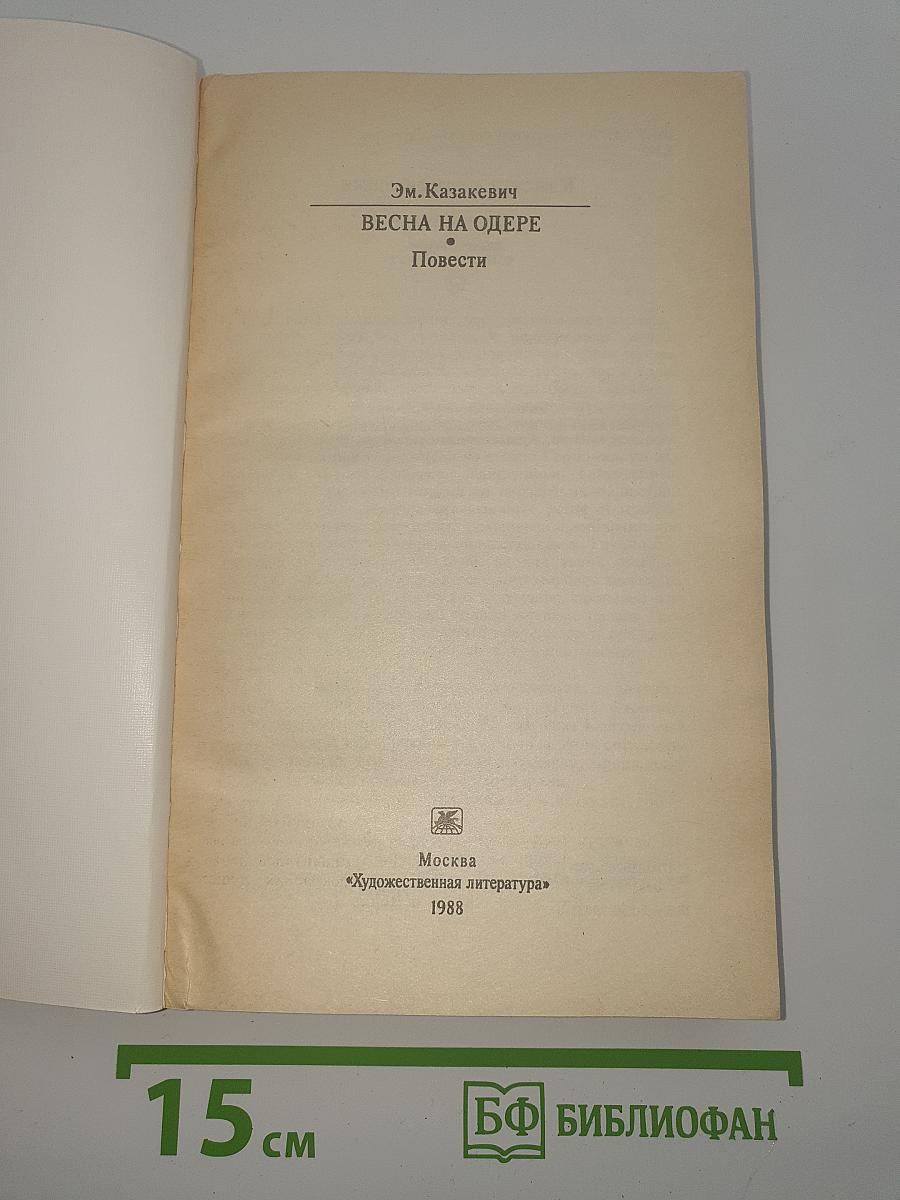 Эм. Казакевич
ВЕСНА НА ОДЕРЕ
•
Повести
Москва
«Художественная литература»
1988
15 см
БФ БИБЛИОФАН